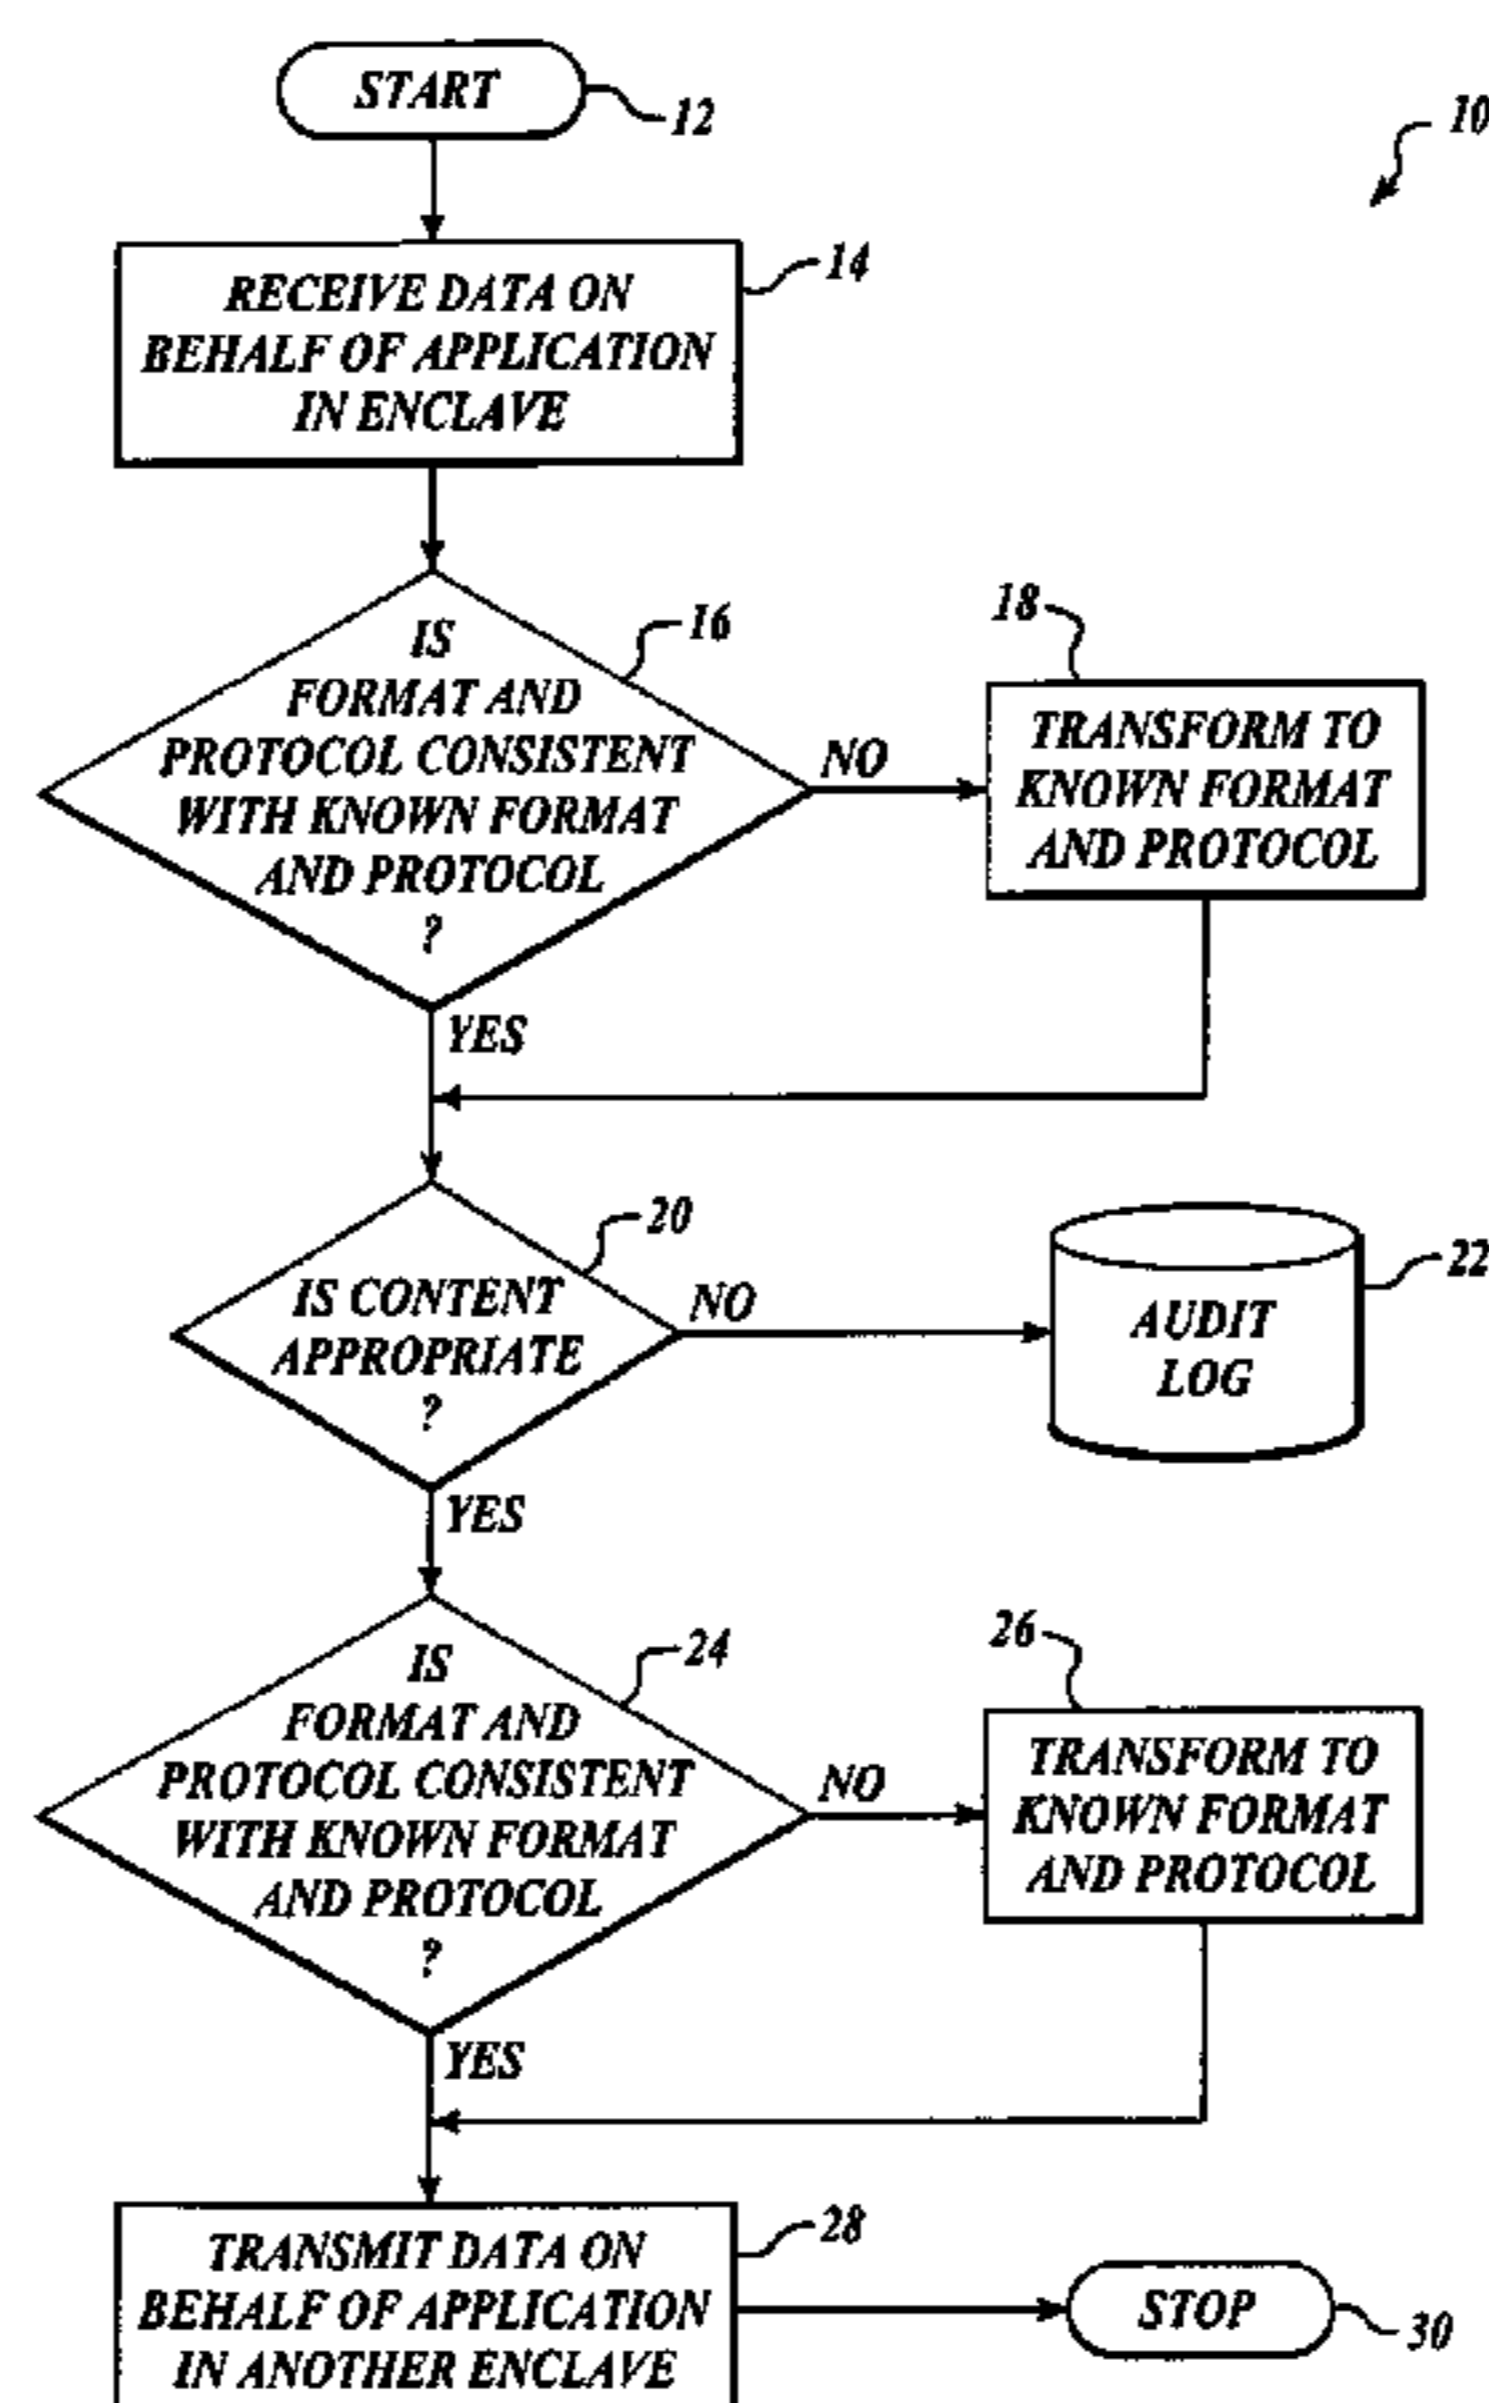 START
12
10
RECEIVE DATA ON
BEHALF OF APPLICATION
IN ENCLAVE
14
IS
FORMAT AND
PROTOCOL CONSISTENT
WITH KNOWN FORMAT
AND PROTOCOL
?
16
NO
18
TRANSFORM TO
KNOWN FORMAT
AND PROTOCOL
YES
20
IS CONTENT
APPROPRIATE
?
NO
22
AUDIT
LOG
YES
IS
FORMAT AND
PROTOCOL CONSISTENT
WITH KNOWN FORMAT
AND PROTOCOL
?
24
NO
26
TRANSFORM TO
KNOWN FORMAT
AND PROTOCOL
YES
TRANSMIT DATA ON
BEHALF OF APPLICATION
IN ANOTHER ENCLAVE
28
STOP
30